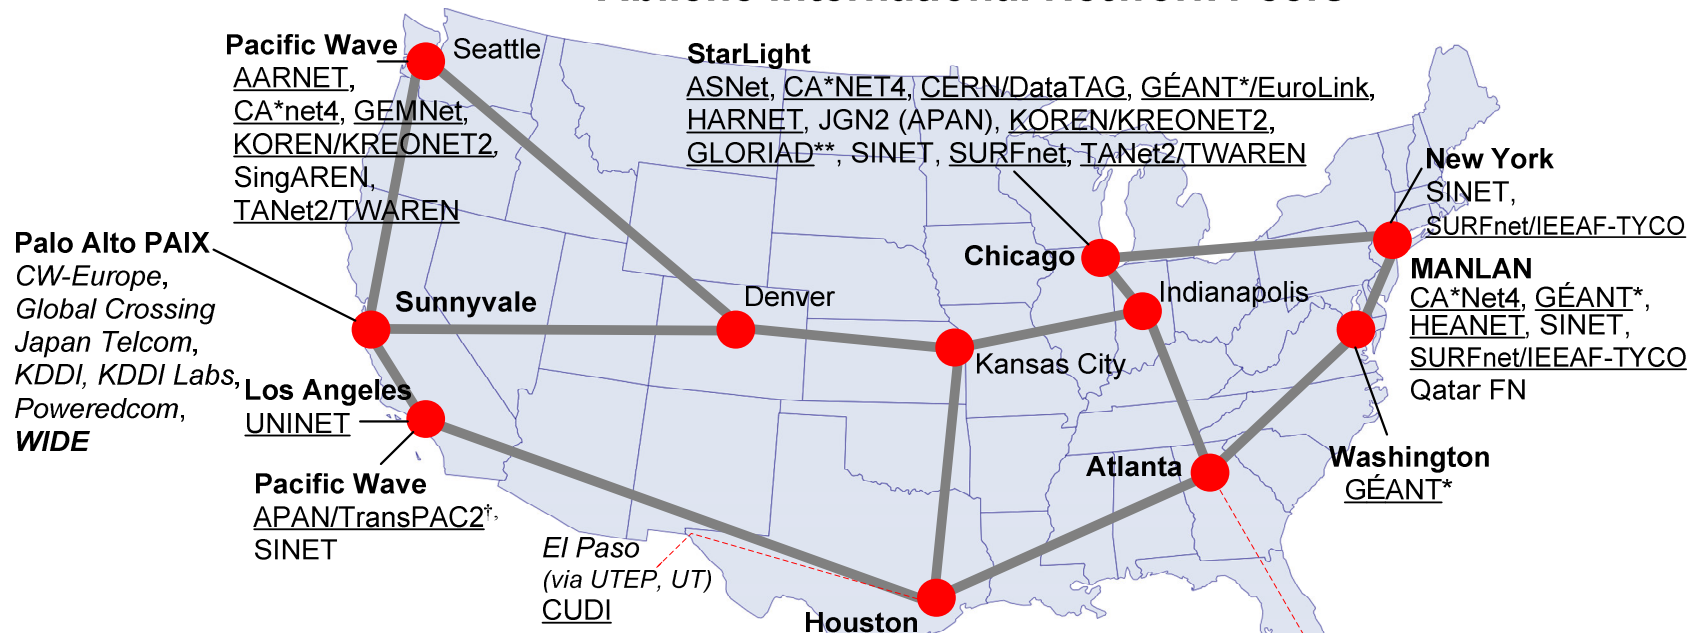 Abilene International Network Peers
Pacific Wave
AARNET,
CA*net4, GEMNet,
KOREN/KREONET2,
SingAREN,
TANet2/TWAREN
Seattle
StarLight
ASNet, CA*NET4, CERN/DataTAG, GÉANT*/EuroLink,
HARNET, JGN2 (APAN), KOREN/KREONET2,
GLORIAD**, SINET, SURFnet, TANet2/TWAREN
New York
SINET,
SURFnet/IEEAF-TYCO
Palo Alto PAIX
CW-Europe,
Global Crossing
Japan Telcom,
KDDI, KDDI Labs,
Poweredcom,
WIDE
Sunnyvale
Denver
Chicago
Indianapolis
MANLAN
CA*Net4, GÉANT*,
HEANET, SINET,
SURFnet/IEEAF-TYCO
Qatar FN
Kansas City
Los Angeles
UNINET
Pacific Wave
APAN/TransPAC2†,
SINET
Atlanta
Washington
GÉANT*
El Paso
(via UTEP, UT)
CUDI
Houston